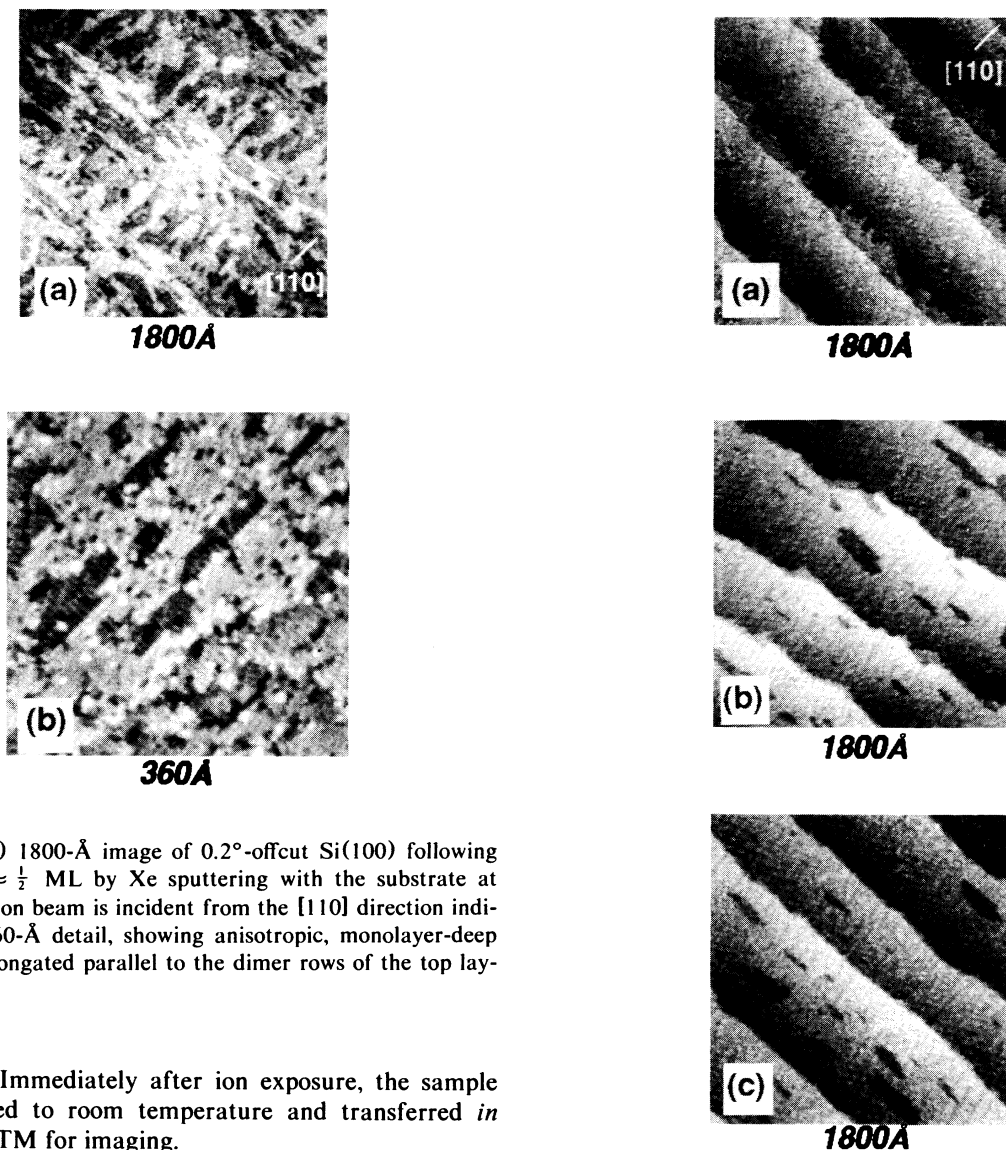 [110]
(a)
1800Å
(b)
360Å
) 1800-Å image of 0.2°-offcut Si(100) following
≈ 1/2 ML by Xe sputtering with the substrate at
on beam is incident from the [110] direction indi-
60-Å detail, showing anisotropic, monolayer-deep
ongated parallel to the dimer rows of the top lay-
Immediately after ion exposure, the sample
ed to room temperature and transferred in
TM for imaging.
[110]
(a)
1800Å
(b)
1800Å
(c)
1800Å